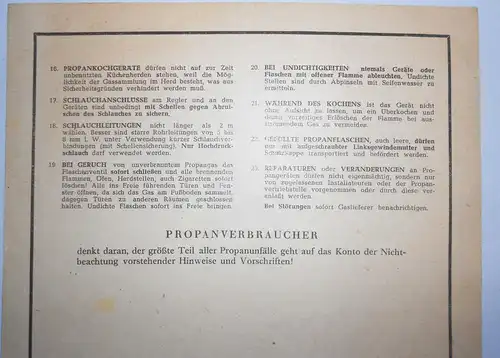 16. PROPANKOCHGERÄTE dürfen nicht auf zur Zeit
unbenutzten Küchenherden stehen, weil die Mög-
lichkeit der Gassammlung im Herd besteht, was aus
Sicherheitsgründen verhindert werden muß.
17. SCHLAUCHANSCHLÜSSE am Regler und an den
Geräten sind unbedingt mit Schellen gegen Abrut-
schen des Schlauches zu sichern.
18. SCHLAUCHLEITUNGEN nicht länger als 2 m
wählen. Besser sind starre Rohrleitungen von 5 bis
8 mm l. W. unter Verwendung kurzer Schlauchver-
bindungen (mit Schellensicherung). Nur Hochdruck-
schlauch darf verwendet werden.
19. BEI GERUCH von unverbranntem Propangas des
Flaschenventil sofort schließen und alle brennenden
Flammen, Öfen, Herdstellen, auch Zigaretten sofort
löschen! Alle ins Freie führenden Türen und Fen-
ster öffnen, da sich das Gas am Fußboden sammelt,
dagegen Türen zu anderen Räumen geschlossen
halten. Undichte Flaschen sofort ins Freie bringen.
20. BEI UNDICHTIGKEITEN niemals Geräte oder
Flaschen mit offener Flamme ableuchten. Undichte
Stellen sind durch Abpinseln mit Seifenwasser zu
ermitteln.
21. WÄHREND DES KOCHENS ist das Gerät nicht
ohne Aufsicht zu lassen, um ein Überkochen und
dazu unzeitiges Erlöschen der Flamme bei aus-
strömendem Gas zu vermeiden.
22. GEFÜLLTE PROPANFLASCHEN, auch leere, dürfen
nur mit aufgeschraubter Linksgewindemutter und
Schutzkappe transportiert und befördert werden.
23. REPARATUREN oder VERÄNDERUNGEN an Pro-
pangeräten dürfen nicht eigenmächtig, sondern nur
von zugelassenen Installateuren oder der Propan-
vertriebsstelle vorgenommen oder durch diese ver-
anlaßt werden.
Bei Störungen sofort Gaslieferer benachrichtigen.
PROPANVERBRAUCHER
denkt daran, der größte Teil aller Propanunfälle geht auf das Konto der Nicht-
beachtung vorstehender Hinweise und Vorschriften!